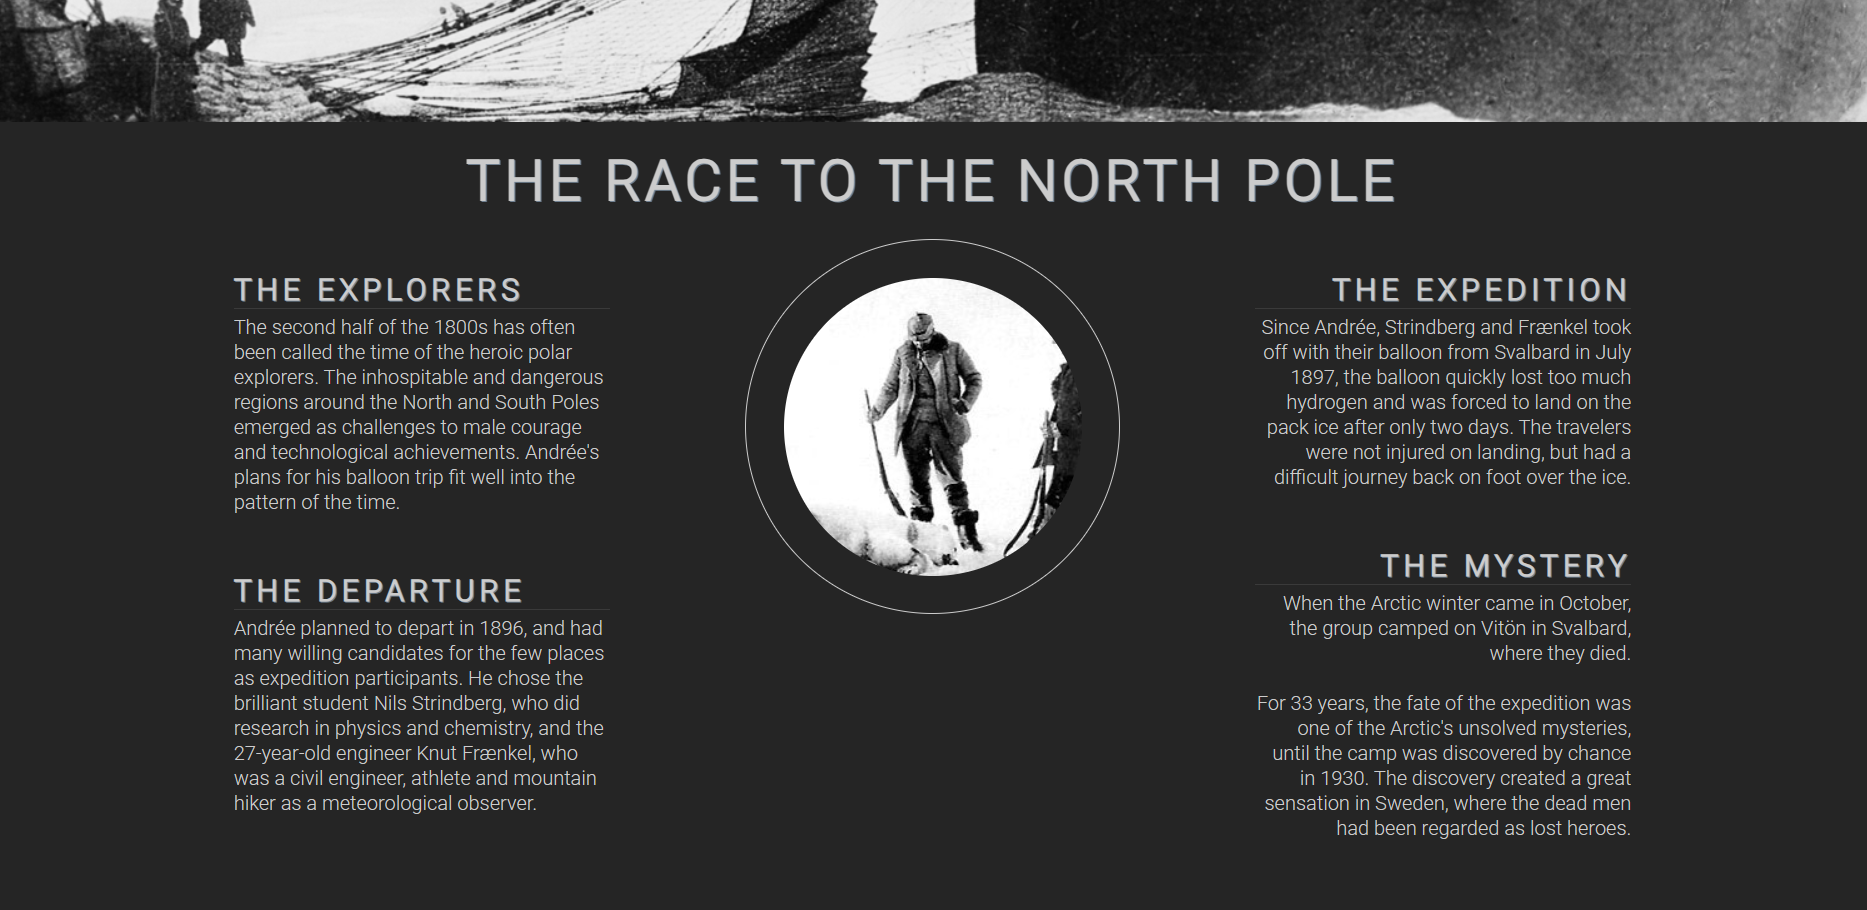 THE RACE TO THE NORTH POLE
THE EXPLORERS
The second half of the 1800s has often
been called the time of the heroic polar
explorers. The inhospitable and dangerous
regions around the North and South Poles
emerged as challenges to male courage
and technological achievements. Andrée's
plans for his balloon trip fit well into the
pattern of the time.
THE DEPARTURE
Andrée planned to depart in 1896, and had
many willing candidates for the few places
as expedition participants. He chose the
brilliant student Nils Strindberg, who did
research in physics and chemistry, and the
27-year-old engineer Knut Frænkel, who
was a civil engineer, athlete and mountain
hiker as a meteorological observer.
THE EXPEDITION
Since Andrée, Strindberg and Frænkel took
off with their balloon from Svalbard in July
1897, the balloon quickly lost too much
hydrogen and was forced to land on the
pack ice after only two days. The travelers
were not injured on landing, but had a
difficult journey back on foot over the ice.
THE MYSTERY
When the Arctic winter came in October,
the group camped on Vitön in Svalbard,
where they died.
For 33 years, the fate of the expedition was
one of the Arctic's unsolved mysteries,
until the camp was discovered by chance
in 1930. The discovery created a great
sensation in Sweden, where the dead men
had been regarded as lost heroes.